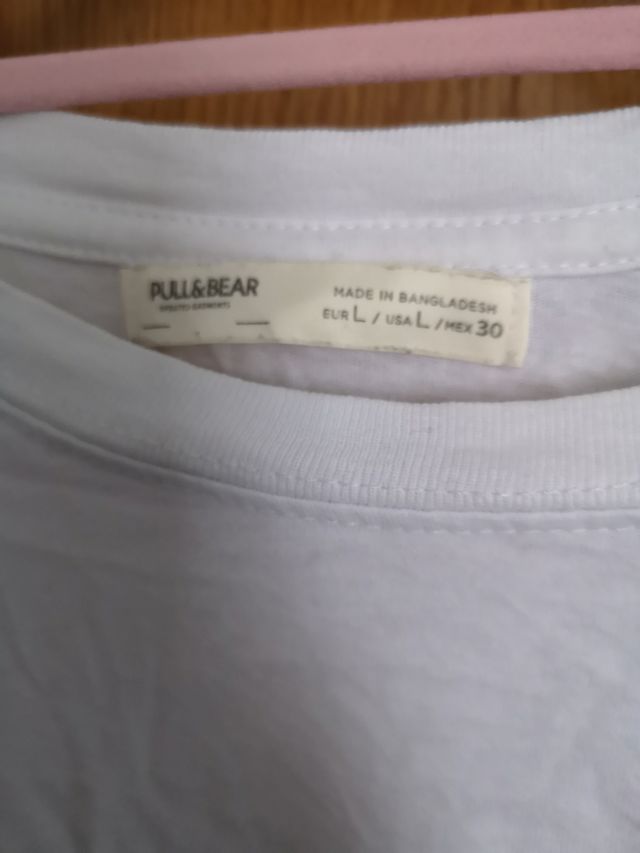 PULL&BEAR
MADE IN BANGLADESH
EUR L / USA L / MEX 30